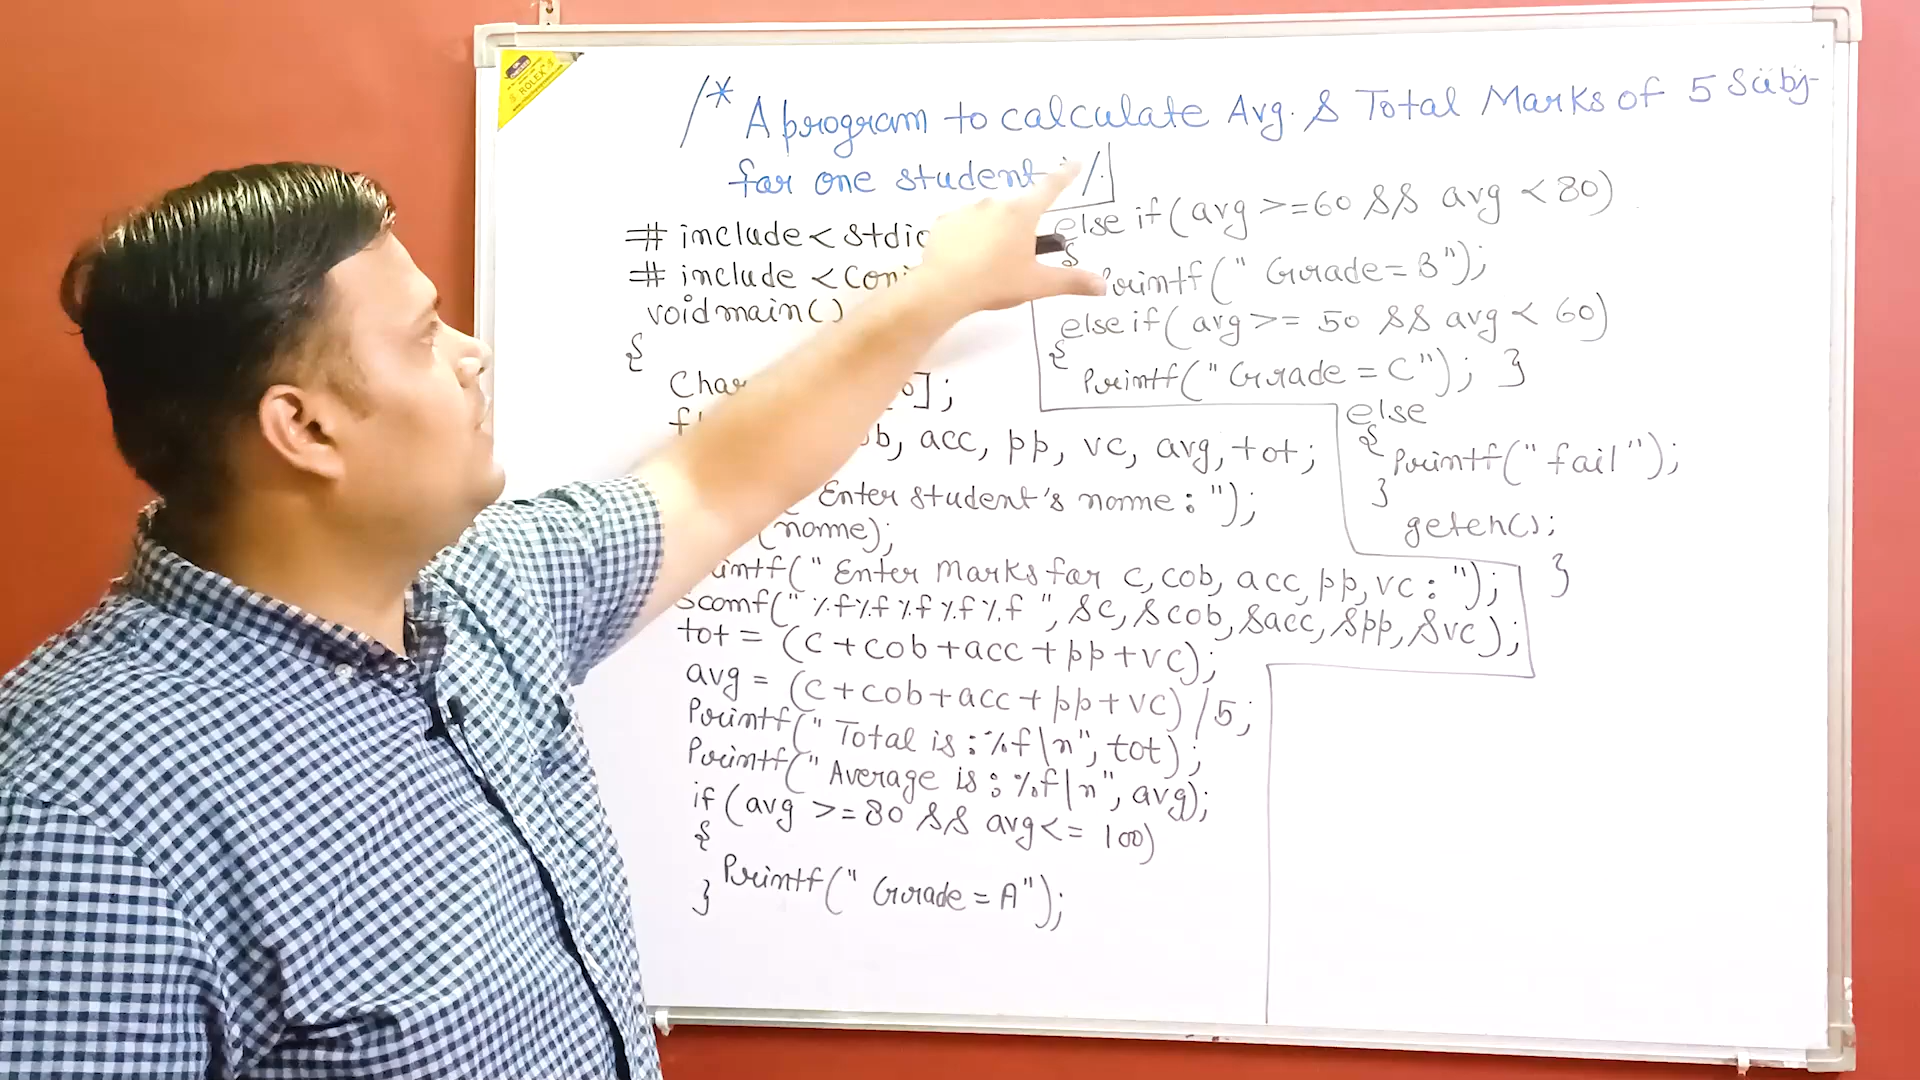 ROLEX
/* A program to calculate Avg. & Total Marks of 5 Subj-
for one student */
# include < stdio
# include < coni
void main()
{
Char 0];
b, acc, pp, vc, avg, tot;
Enter student's name : ");
(name);
intf(" Enter Marks for c, cob, acc, pp, vc : ");
Scanf(" %f%f%f%f%f ", &c, &cob, &acc, &pp, &vc);
tot = (c+cob+acc+pp+vc);
avg = (c+cob+acc+pp+vc)/5;
Printf(" Total is : %f\n", tot);
Printf(" Average is : %f\n", avg);
if (avg >=80 && avg<= 100)
{
Printf(" Grade = A");
}
else if (avg >=60 && avg < 80)
{
Printf(" Grade= B");
else if (avg >= 50 && avg < 60)
{
Printf(" Grade = C"); }
else
{
Printf(" fail");
}
getch();
}